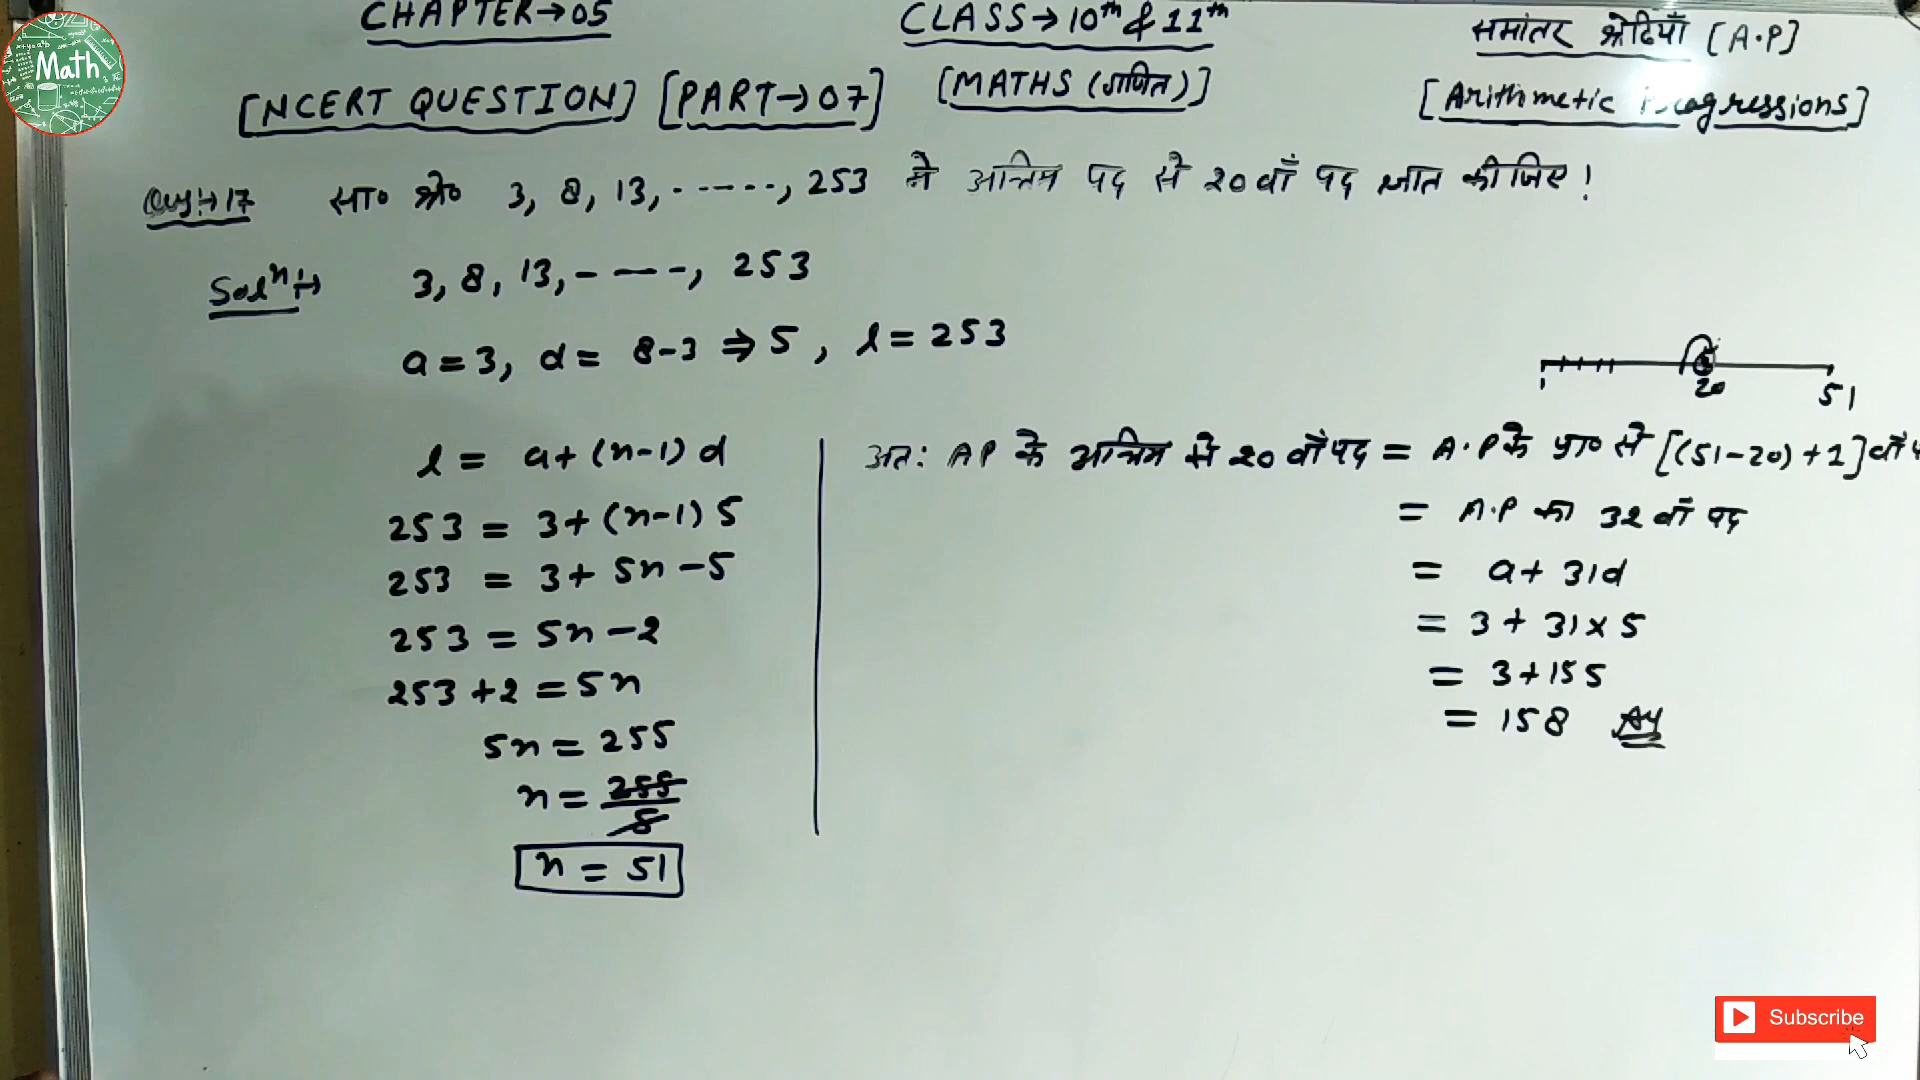 Math
CHAPTER→05
CLASS→10th & 11th
समांतर श्रेढियाँ [A.P]
[NCERT QUESTION] [PART→07]
[MATHS (गणित)]
[Arithmetic Progressions]
Ques:→17 सा० श्रे० 3, 8, 13, ------, 253 में अन्तिम पद से 20वाँ पद ज्ञात कीजिए!
Solⁿ:→ 3, 8, 13, - — - -, 253
a = 3, d = 8-3 ⇒ 5, l = 253
1 20 51
l = a + (n-1) d
253 = 3 + (n-1) 5
253 = 3 + 5n - 5
253 = 5n - 2
253 + 2 = 5n
5n = 255
n = 255/5
n = 51
अत: AP के अन्तिम से 20 वाँ पद = A.P के प्रा० से [(51-20)+1] वाँ
= A.P का 32 वाँ पद
= a + 31d
= 3 + 31 x 5
= 3 + 155
= 158 Ans
Subscribe